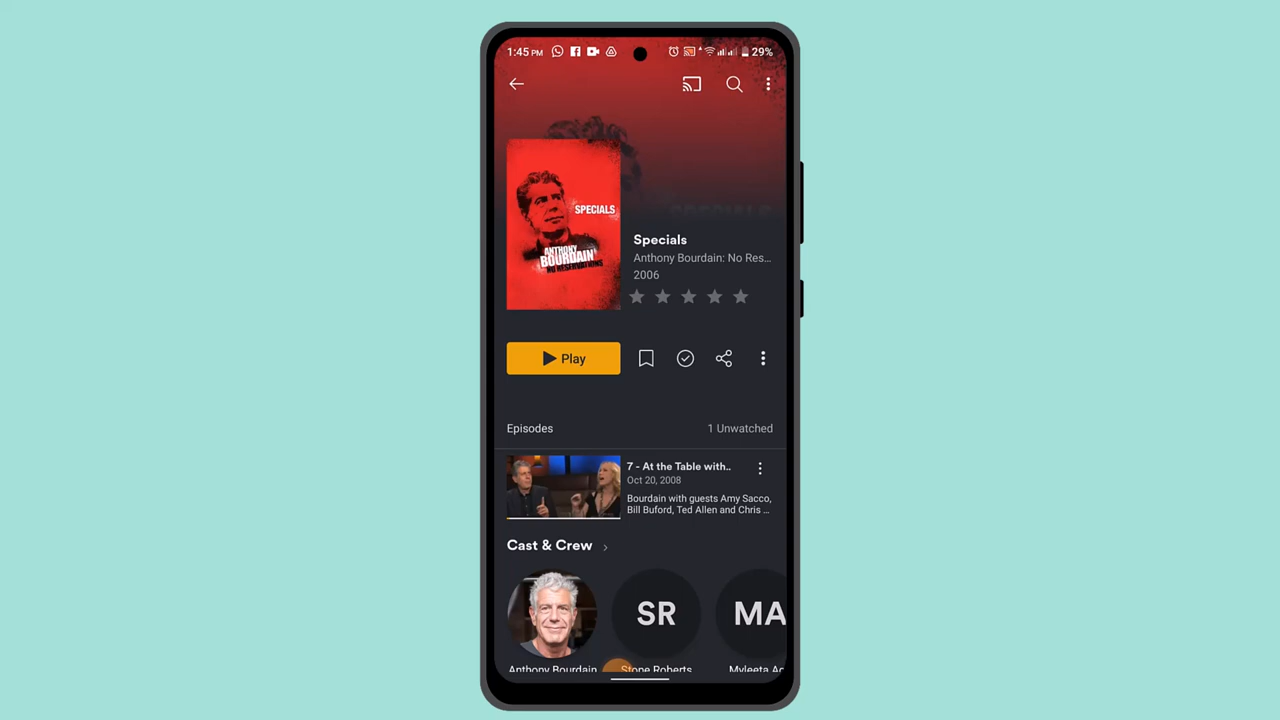 1:45 PM
29%
SPECIALS
ANTHONY
BOURDAIN
NO RESERVATIONS
SPECIALS
Specials
Anthony Bourdain: No Res...
2006
Play
Episodes
1 Unwatched
7 - At the Table with..
Oct 20, 2008
Bourdain with guests Amy Sacco,
Bill Buford, Ted Allen and Chris ...
Cast & Crew
SR
MA
Anthony Bourdain
Stone Roberts
Myleeta